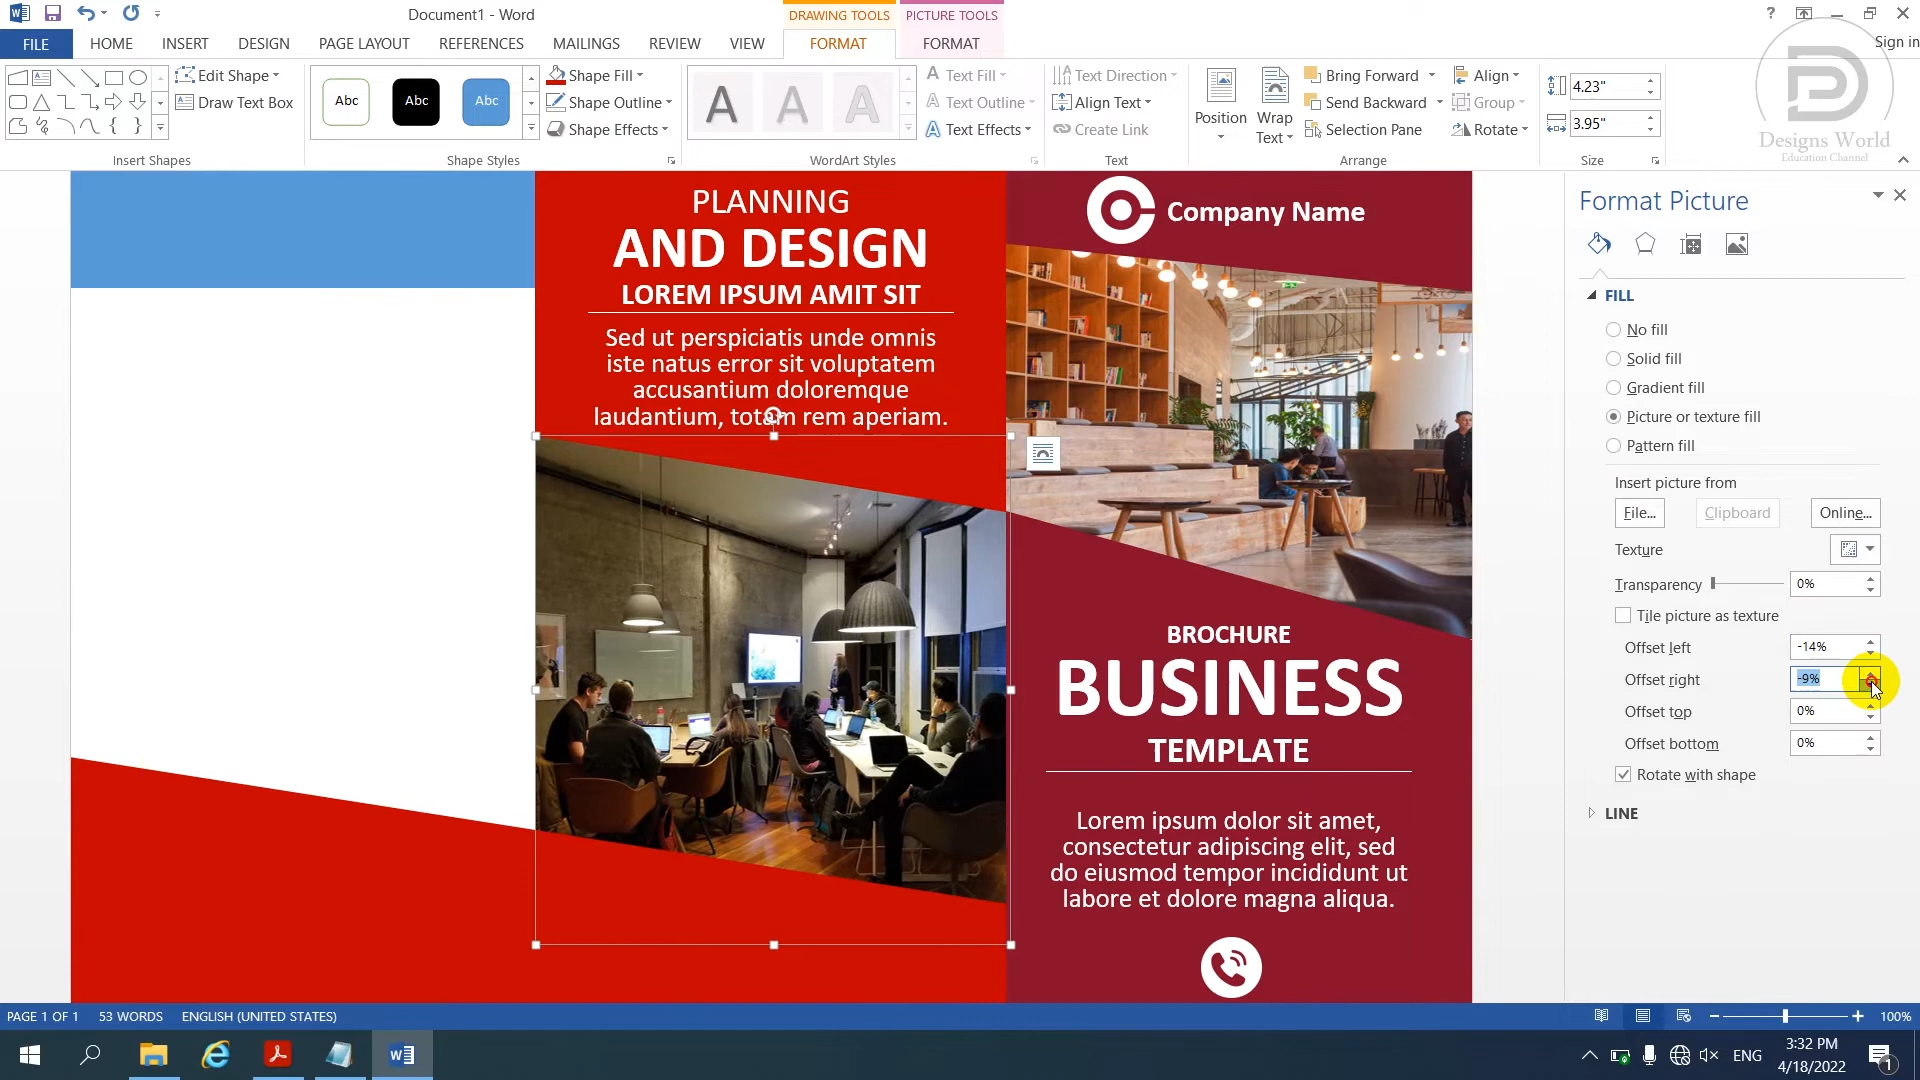 Document1 - Word
DRAWING TOOLS
PICTURE TOOLS
?
Sign in
FILE
HOME
INSERT
DESIGN
PAGE LAYOUT
REFERENCES
MAILINGS
REVIEW
VIEW
FORMAT
FORMAT
Edit Shape
Draw Text Box
Insert Shapes
Abc
Abc
Abc
Shape Fill
Shape Outline
Shape Effects
Shape Styles
A
A
A
Text Fill
Text Outline
Text Effects
WordArt Styles
Text Direction
Align Text
Create Link
Text
Position
Wrap
Text
Bring Forward
Send Backward
Selection Pane
Align
Group
Rotate
Arrange
4.23"
3.95"
Size
Designs World
Education Channel
PLANNING
AND DESIGN
LOREM IPSUM AMIT SIT
Sed ut perspiciatis unde omnis
iste natus error sit voluptatem
accusantium doloremque
laudantium, totam rem aperiam.
Company Name
BROCHURE
BUSINESS
TEMPLATE
Lorem ipsum dolor sit amet,
consectetur adipiscing elit, sed
do eiusmod tempor incididunt ut
labore et dolore magna aliqua.
Format Picture
FILL
No fill
Solid fill
Gradient fill
Picture or texture fill
Pattern fill
Insert picture from
File...
Clipboard
Online...
Texture
Transparency
0%
Tile picture as texture
Offset left
-14%
Offset right
-9%
Offset top
0%
Offset bottom
0%
Rotate with shape
LINE
PAGE 1 OF 1
53 WORDS
ENGLISH (UNITED STATES)
100%
ENG
3:32 PM
4/18/2022
1